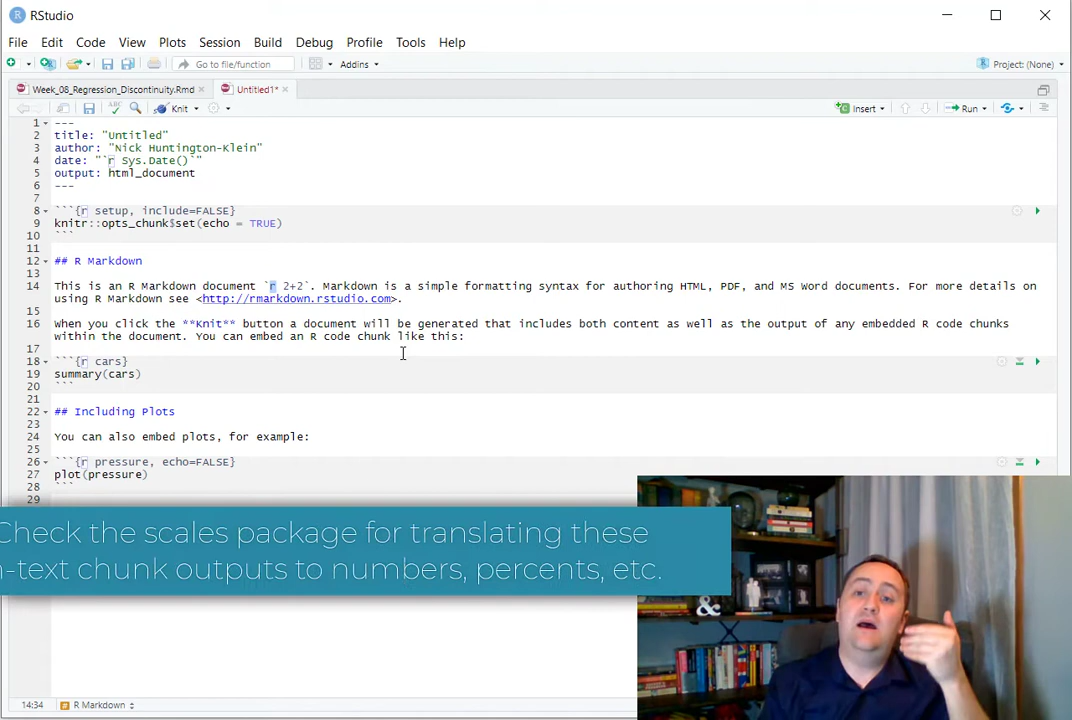 RStudio
File Edit Code View Plots Session Build Debug Profile Tools Help
Go to file/function Addins Project: (None)
Week_08_Regression_Discontinuity.Rmd Untitled1*
ABC Knit Insert Run
1 ---
2 title: "Untitled"
3 author: "Nick Huntington-Klein"
4 date: "`r Sys.Date()`"
5 output: html_document
6 ---
7
8 ```{r setup, include=FALSE}
9 knitr::opts_chunk$set(echo = TRUE)
10 ```
11
12 ## R Markdown
13
14 This is an R Markdown document `r 2+2`. Markdown is a simple formatting syntax for authoring HTML, PDF, and MS Word documents. For more details on
using R Markdown see <http://rmarkdown.rstudio.com>.
15
16 When you click the **Knit** button a document will be generated that includes both content as well as the output of any embedded R code chunks
within the document. You can embed an R code chunk like this:
17
18 ```{r cars}
19 summary(cars)
20 ```
21
22 ## Including Plots
23
24 You can also embed plots, for example:
25
26 ```{r pressure, echo=FALSE}
27 plot(pressure)
28 ```
29
Check the scales package for translating these
n-text chunk outputs to numbers, percents, etc.
&
14:34 R Markdown